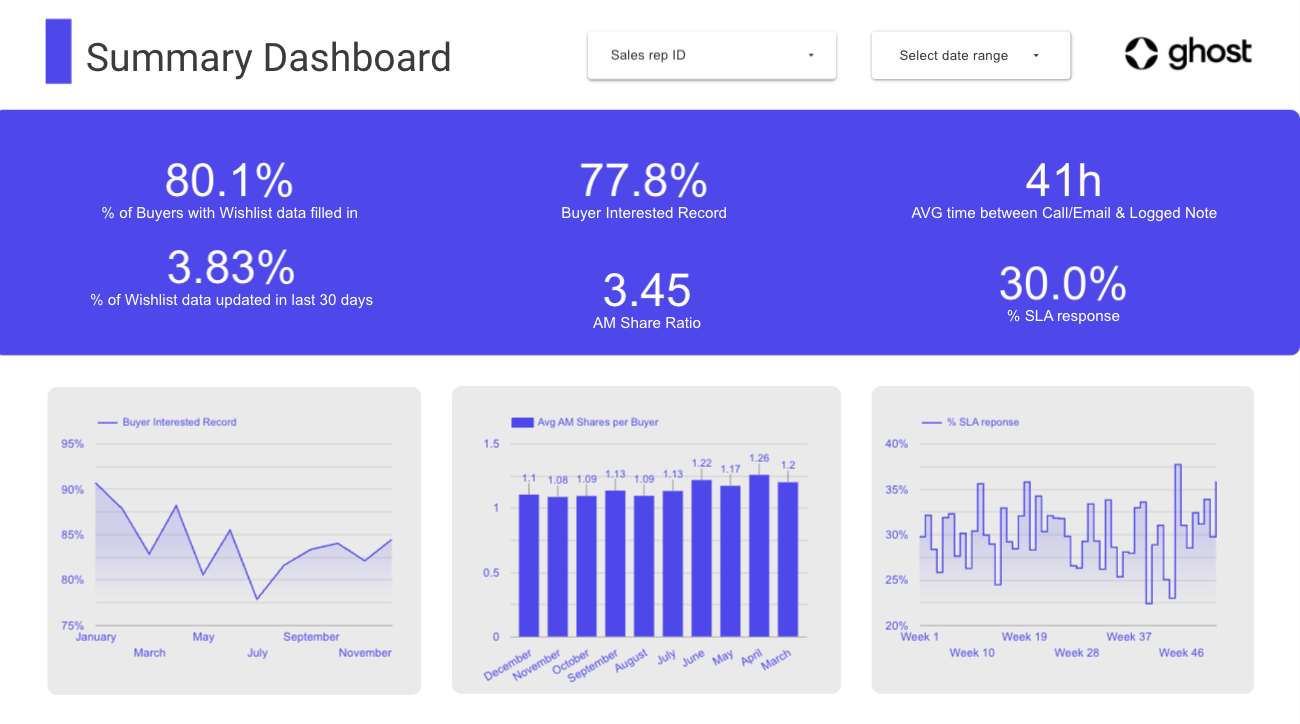 Summary Dashboard
Sales rep ID
Select date range
ghost
80.1%
% of Buyers with Wishlist data filled in
77.8%
Buyer Interested Record
41h
AVG time between Call/Email & Logged Note
3.83%
% of Wishlist data updated in last 30 days
3.45
AM Share Ratio
30.0%
% SLA response
Buyer Interested Record
95%
90%
85%
80%
75%
January
March
May
July
September
November
Avg AM Shares per Buyer
1.5
1
0.5
0
1.1
1.08
1.09
1.13
1.09
1.13
1.22
1.17
1.26
1.2
December
November
October
September
August
July
June
May
April
March
% SLA reponse
40%
35%
30%
25%
20%
Week 1
Week 10
Week 19
Week 28
Week 37
Week 46